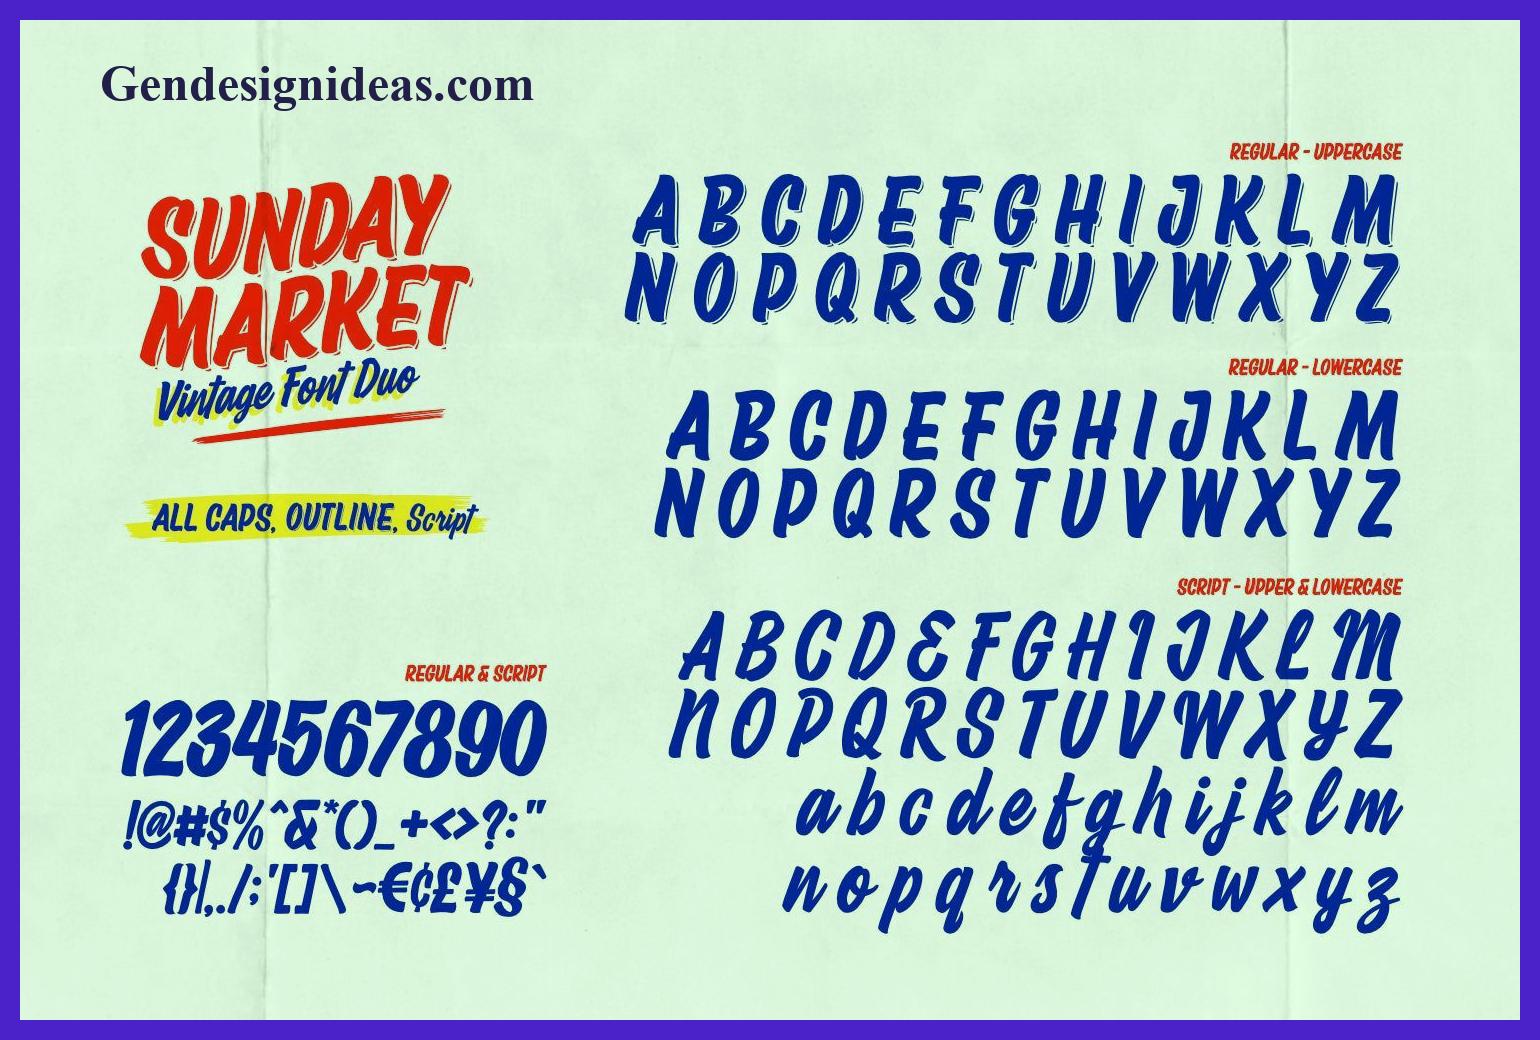 Gendesignideas.com
SUNDAY
MARKET
Vintage Font Duo
ALL CAPS, OUTLINE, Script
REGULAR & SCRIPT
1234567890
!@#$%^&*()_+<>?:"
{}|,./;'[]\~€¢£¥§`
REGULAR - UPPERCASE
ABCDEFGHIJKLM
NOPQRSTUVWXYZ
REGULAR - LOWERCASE
ABCDEFGHIJKLM
NOPQRSTUVWXYZ
SCRIPT - UPPER & LOWERCASE
ABCDEFGHIJKLM
NOPQRSTUVWXYZ
abcdefghijklm
nopqrstuvwxyz